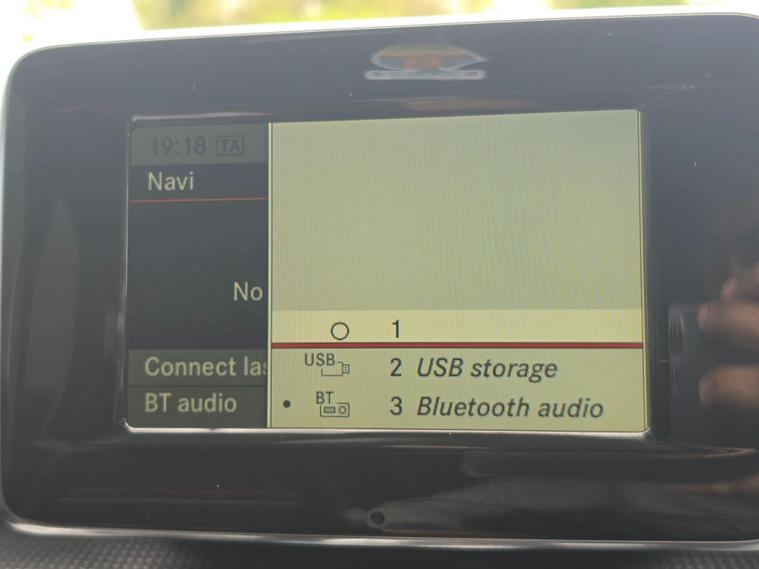 19:18 TA
Navi
No
1
Connect las
USB 2 USB storage
BT audio
BT 3 Bluetooth audio